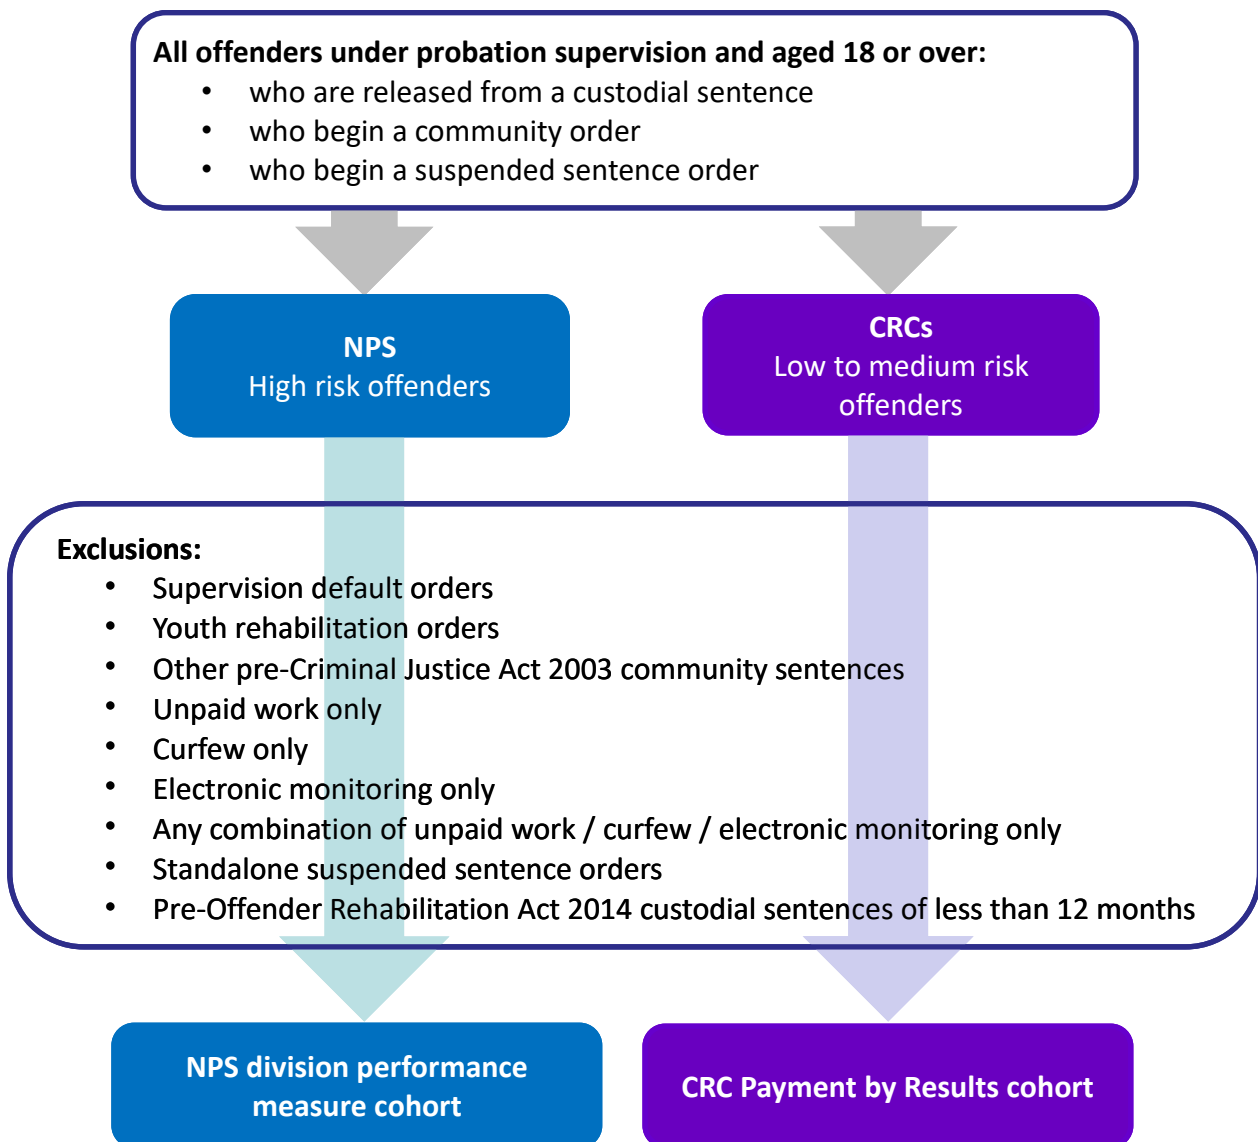 All offenders under probation supervision and aged 18 or over:
• who are released from a custodial sentence
• who begin a community order
• who begin a suspended sentence order
NPS
High risk offenders
CRCs
Low to medium risk
offenders
Exclusions:
• Supervision default orders
• Youth rehabilitation orders
• Other pre-Criminal Justice Act 2003 community sentences
• Unpaid work only
• Curfew only
• Electronic monitoring only
• Any combination of unpaid work / curfew / electronic monitoring only
• Standalone suspended sentence orders
• Pre-Offender Rehabilitation Act 2014 custodial sentences of less than 12 months
NPS division performance
measure cohort
CRC Payment by Results cohort